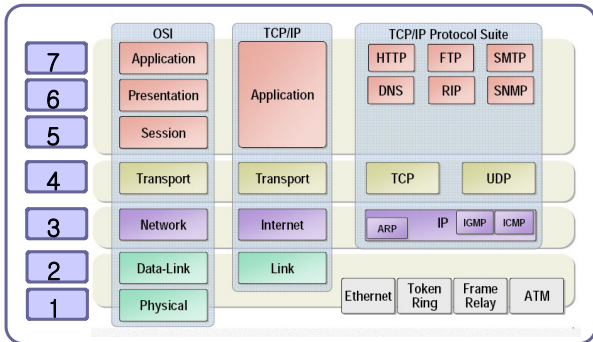 OSI TCP/IP TCP/IP Protocol Suite
7 Application Application HTTP FTP SMTP
6 Presentation DNS RIP SNMP
5 Session
4 Transport Transport TCP UDP
3 Network Internet ARP IP IGMP ICMP
2 Data-Link Link
1 Physical Ethernet Token Ring Frame Relay ATM